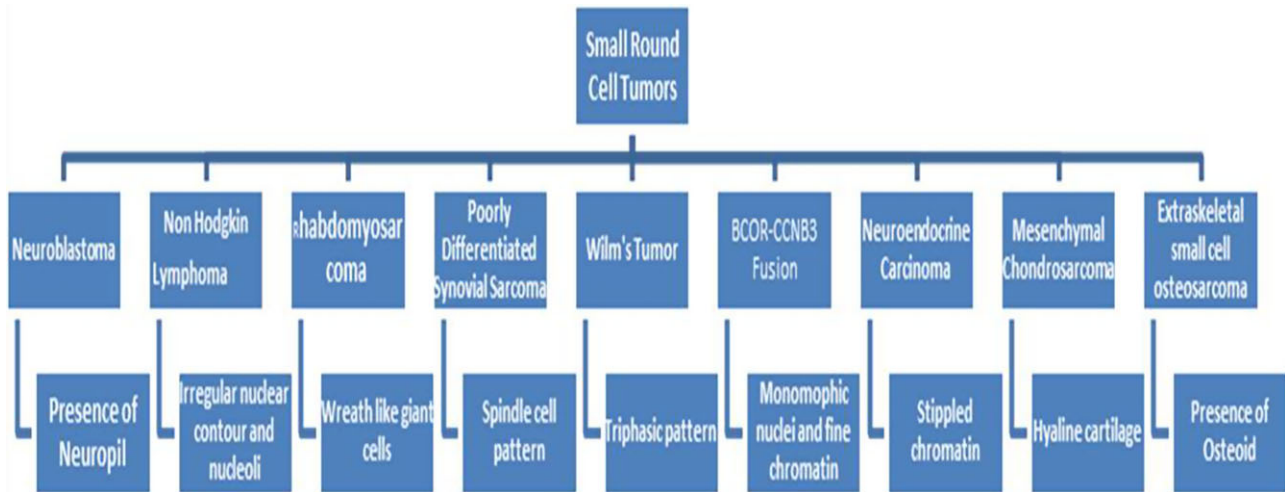 Small Round
Cell Tumors
Neuroblastoma
Non Hodgkin
Lymphoma
Rhabdomyosar
coma
Poorly
Differentiated
Synovial Sarcoma
Wilm's Tumor
BCOR-CCNB3
Fusion
Neuroendocrine
Carcinoma
Mesenchymal
Chondrosarcoma
Extraskeletal
small cell
osteosarcoma
Presence of
Neuropil
Irregular nuclear
contour and
nucleoli
Wreath like giant
cells
Spindle cell
pattern
Triphasic pattern
Monomophic
nuclei and fine
chromatin
Stippled
chromatin
Hyaline cartilage
Presence of
Osteoid